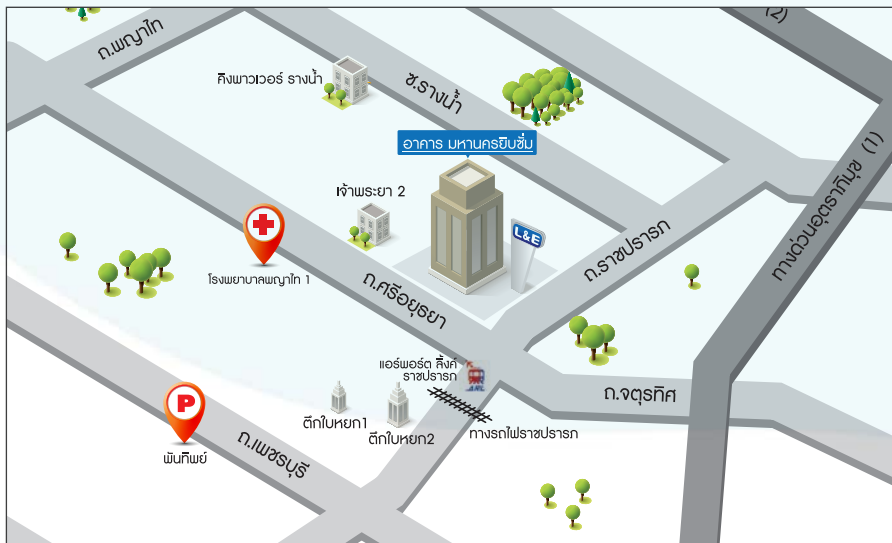 (2)
ถ.พญาไท
คิงพาวเวอร์ รางน้ำ
ซ.รางน้ำ
อาคาร มหานครยิบซั่ม
ทางด่วนอุตราภิมุข (1)
เจ้าพระยา 2
L&E
ถ.ราชปรารภ
โรงพยาบาลพญาไท 1
ถ.ศรีอยุธยา
แอร์พอร์ต ลิ้งค์
ราชปรารภ
ARL
ถ.จตุรทิศ
P
ตึกใบหยก1
ตึกใบหยก2
ทางรถไฟราชปรารภ
ถ.เพชรบุรี
พันทิพย์